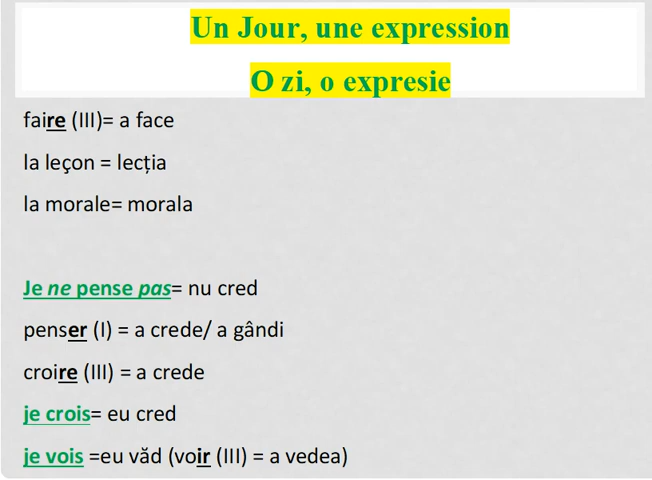 Un Jour, une expression
O zi, o expresie
faire (III)= a face
la leçon = lecția
la morale= morala
Je ne pense pas= nu cred
penser (I) = a crede/ a gândi
croire (III) = a crede
je crois= eu cred
je vois =eu văd (voir (III) = a vedea)